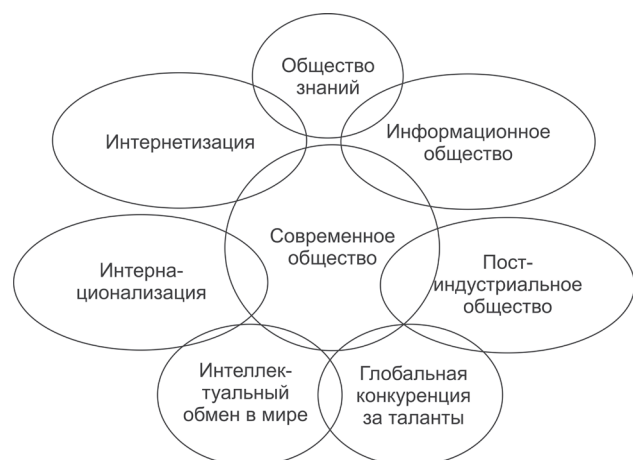 Общество
знаний
Интернетизация
Информационное
общество
Современное
общество
Интерна-
ционализация
Пост-
индустриальное
общество
Интеллек-
туальный
обмен в мире
Глобальная
конкуренция
за таланты